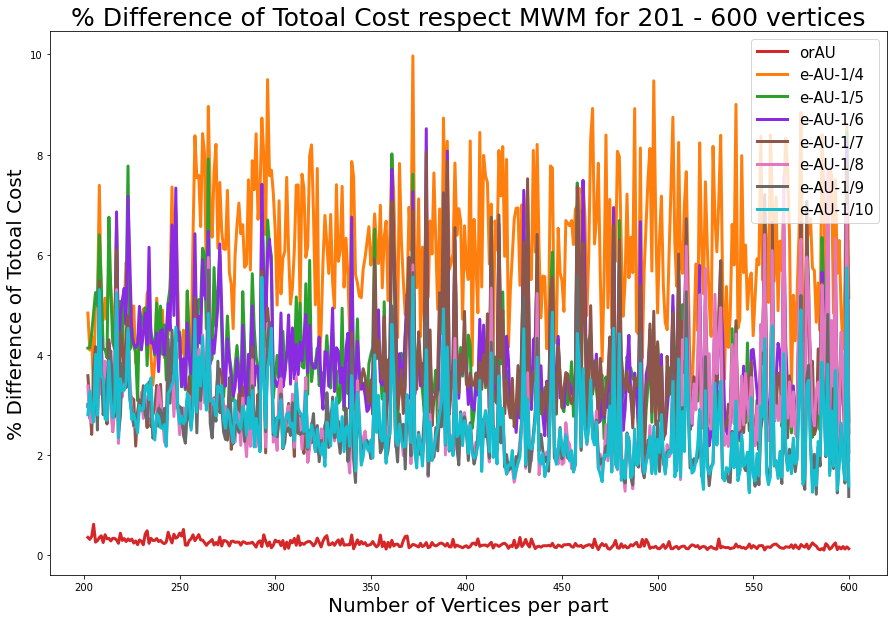 % Difference of Totoal Cost respect MWM for 201 - 600 vertices
% Difference of Totoal Cost
10
8
6
4
2
0
orAU
e-AU-1/4
e-AU-1/5
e-AU-1/6
e-AU-1/7
e-AU-1/8
e-AU-1/9
e-AU-1/10
200 250 300 350 400 450 500 550 600
Number of Vertices per part